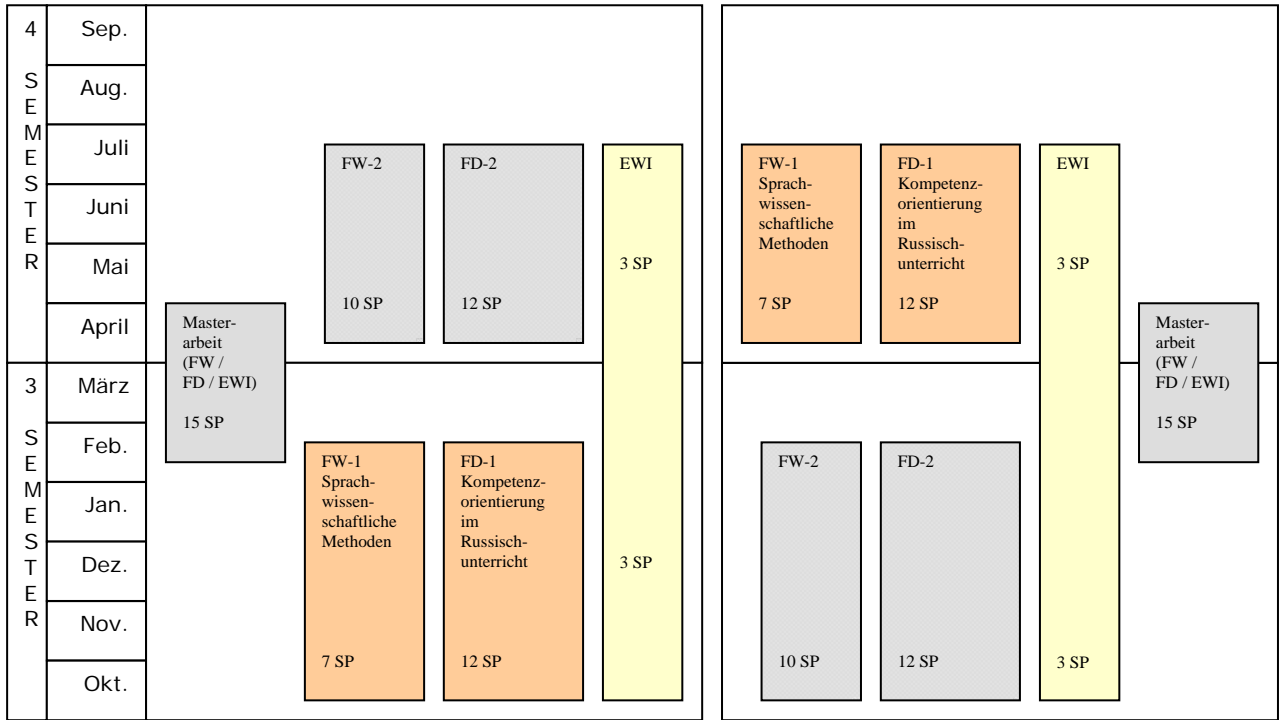 4
SEMESTER
Sep.
Aug.
Juli
Juni
Mai
April
3
SEMESTER
März
Feb.
Jan.
Dez.
Nov.
Okt.
Master-
arbeit
(FW /
FD / EWI)
15 SP
FW-2
10 SP
FD-2
12 SP
EWI
3 SP
3 SP
FW-1
Sprach-
wissen-
schaftliche
Methoden
7 SP
FD-1
Kompetenz-
orientierung
im
Russisch-
unterricht
12 SP
FW-1
Sprach-
wissen-
schaftliche
Methoden
7 SP
FD-1
Kompetenz-
orientierung
im
Russisch-
unterricht
12 SP
EWI
3 SP
3 SP
Master-
arbeit
(FW /
FD / EWI)
15 SP
FW-2
10 SP
FD-2
12 SP